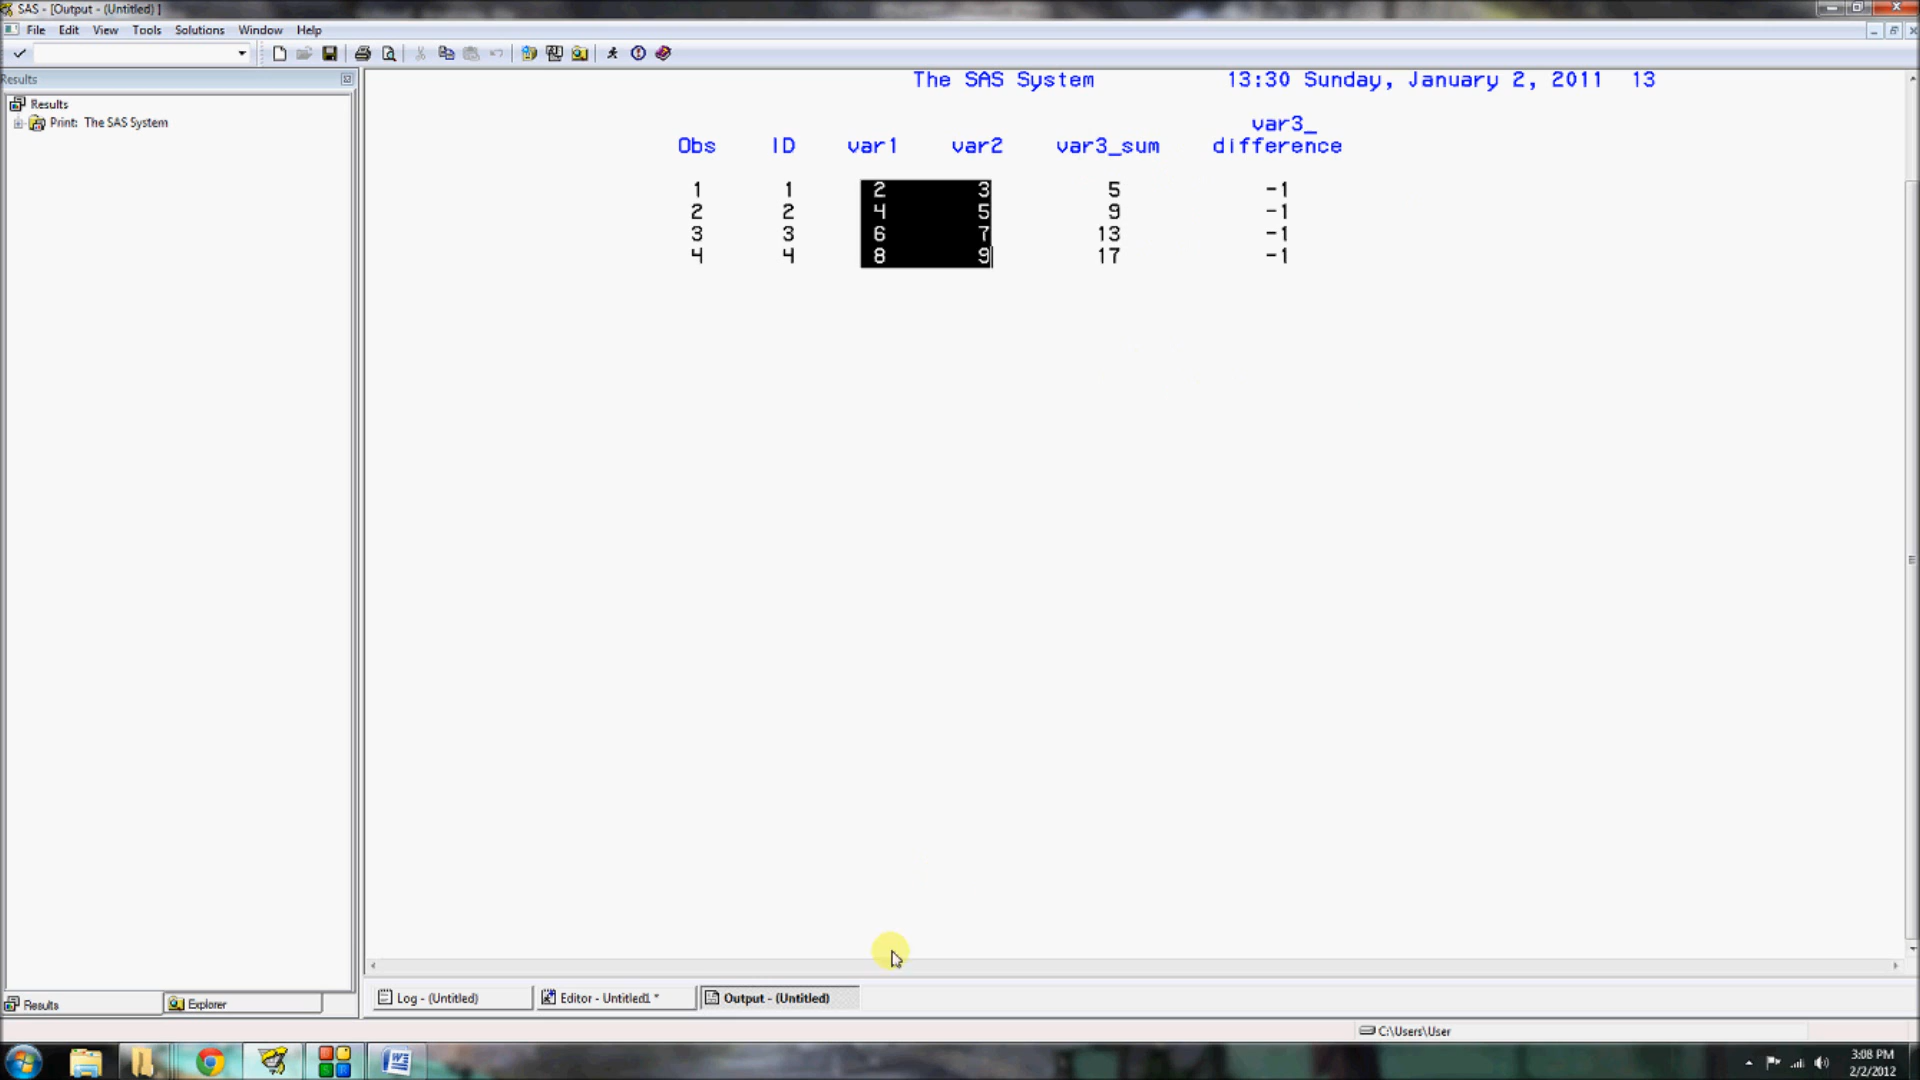 SAS - [Output - (Untitled) ]
File Edit View Tools Solutions Window Help
Results
Results
Print: The SAS System
The SAS System 13:30 Sunday, January 2, 2011 13
var3_
Obs ID var1 var2 var3_sum difference
1 1 2 3 5 -1
2 2 4 5 9 -1
3 3 6 7 13 -1
4 4 8 9 17 -1
Results Explorer
Log - (Untitled) Editor - Untitled1 * Output - (Untitled)
C:\Users\User
3:08 PM
2/2/2012